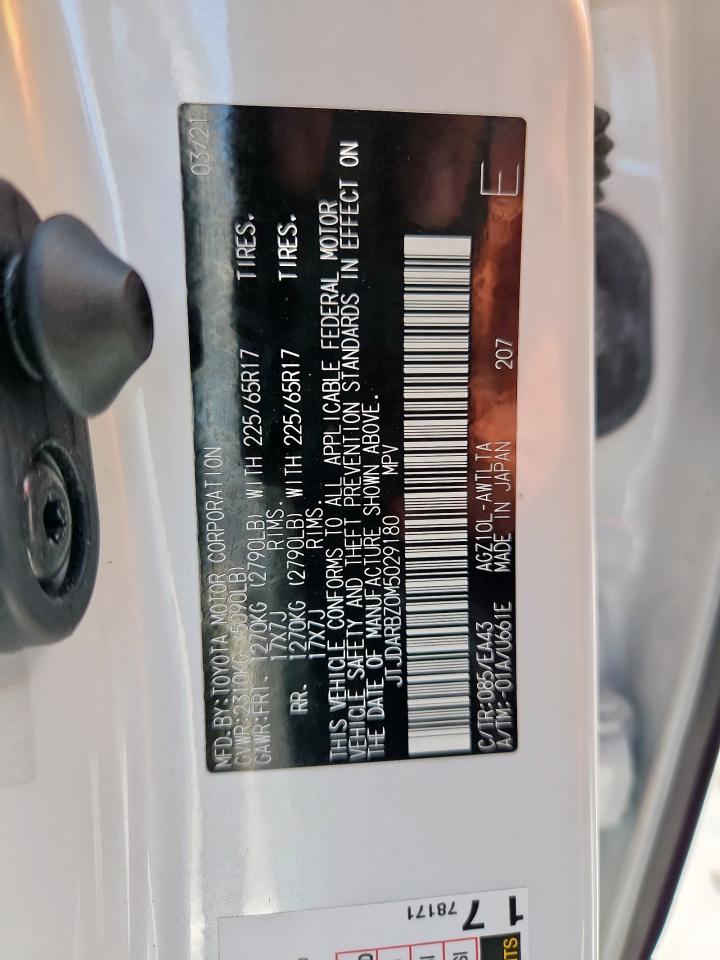 MFD.BY:TOYOTA MOTOR CORPORATION 03/21
GVWR:2310KG (5090LB)
GAWR:FRT. 1270KG (2790LB) WITH 225/65R17 TIRES.
17X7J RIMS.
RR. 1270KG (2790LB) WITH 225/65R17 TIRES.
17X7J RIMS.
THIS VEHICLE CONFORMS TO ALL APPLICABLE FEDERAL MOTOR
VEHICLE SAFETY AND THEFT PREVENTION STANDARDS IN EFFECT ON
THE DATE OF MANUFACTURE SHOWN ABOVE.
JTJDARBZ0M5029180 MPV
C/TR:085/EA43 AGZ10L-AWTLTA
A/TM:-01A/U661E MADE IN JAPAN 207
E
78171
1 7